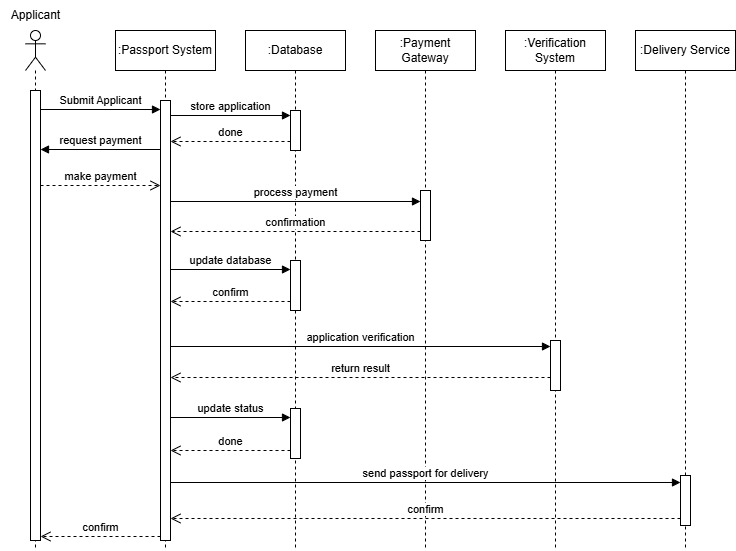 Applicant
:Passport System
:Database
:Payment
Gateway
:Verification
System
:Delivery Service
Submit Applicant
store application
done
request payment
make payment
process payment
confirmation
update database
confirm
application verification
return result
update status
done
send passport for delivery
confirm
confirm